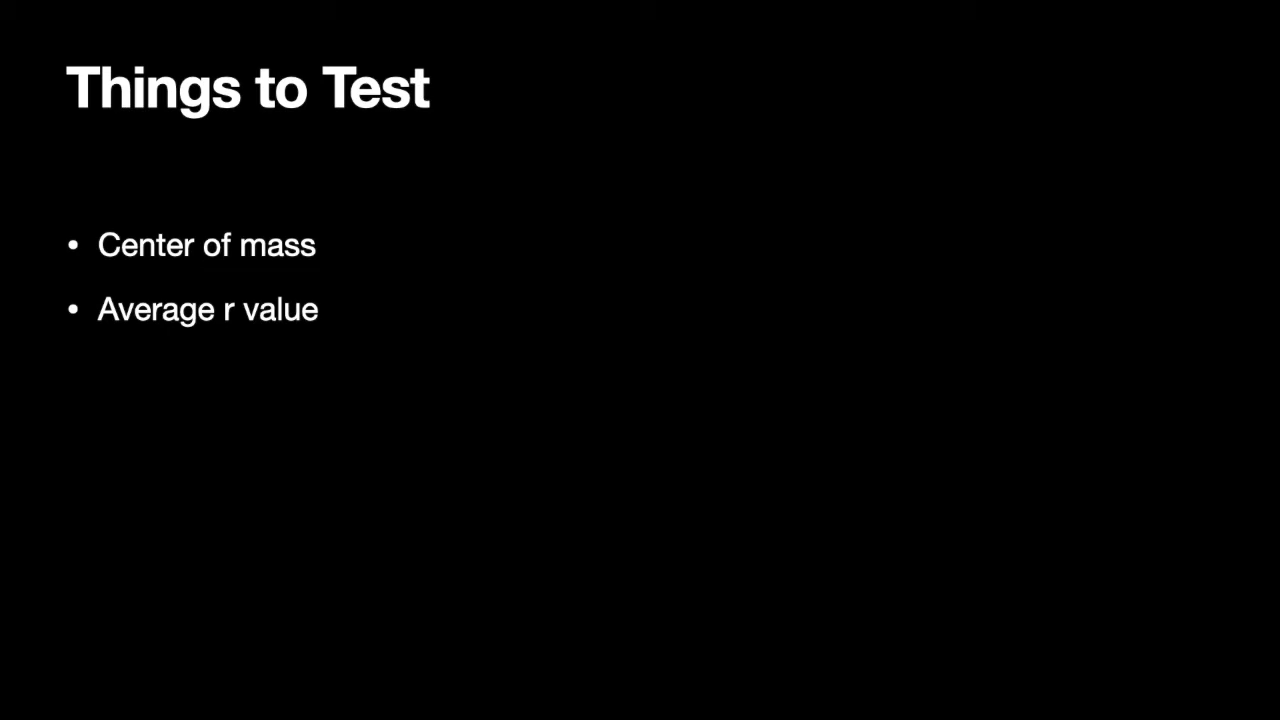 Things to Test
• Center of mass
• Average r value